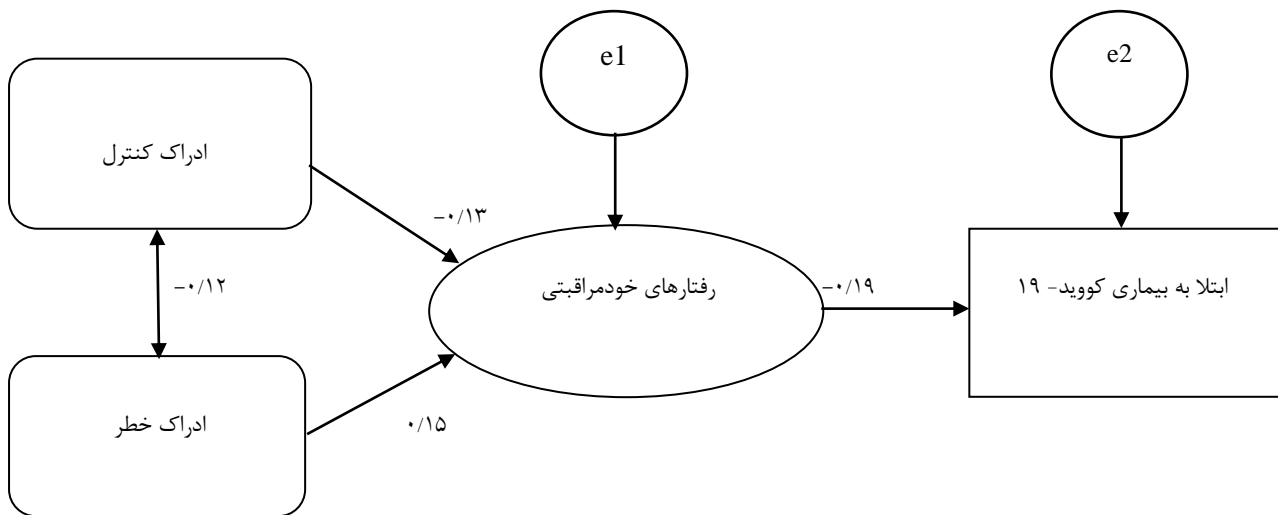 e1
e2
ادراک کنترل
-۰/۱۳
-۰/۱۲
رفتارهای خودمراقبتی
-۰/۱۹
ابتلا به بیماری کووید- ۱۹
ادراک خطر
۰/۱۵